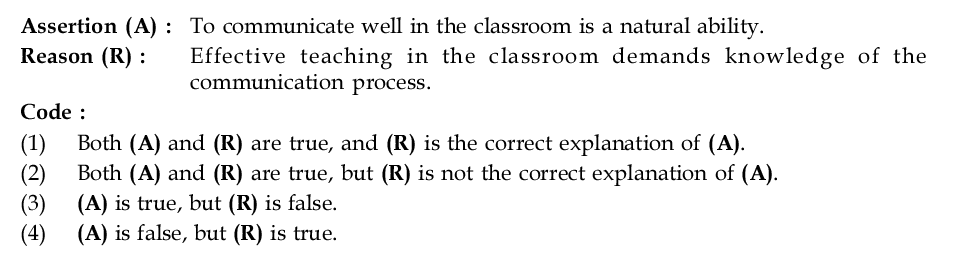 Assertion (A) : To communicate well in the classroom is a natural ability.
Reason (R) : Effective teaching in the classroom demands knowledge of the
communication process.
Code :
(1) Both (A) and (R) are true, and (R) is the correct explanation of (A).
(2) Both (A) and (R) are true, but (R) is not the correct explanation of (A).
(3) (A) is true, but (R) is false.
(4) (A) is false, but (R) is true.